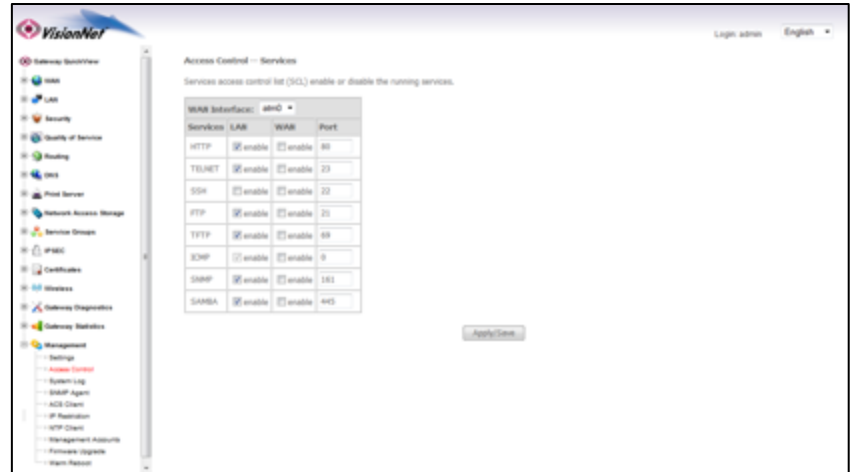 VisionNet
Login: admin
English
Gateway QuickView
WAN
LAN
Security
Quality of Service
Routing
DNS
Print Server
Network Access Storage
Service Groups
IPSEC
Certificates
Wireless
Gateway Diagnostics
Gateway Statistics
Management
Settings
Access Control
System Log
SNMP Agent
ACS Client
IP Restriction
NTP Client
Management Accounts
Firmware Upgrade
Warm Reboot
Access Control -- Services
Services access control list (SCL) enable or disable the running services.
WAN Interface: atm0
Services LAN WAN Port
HTTP enable enable 80
TELNET enable enable 23
SSH enable enable 22
FTP enable enable 21
TFTP enable enable 69
ICMP enable enable 0
SNMP enable enable 161
SAMBA enable enable 445
Apply/Save